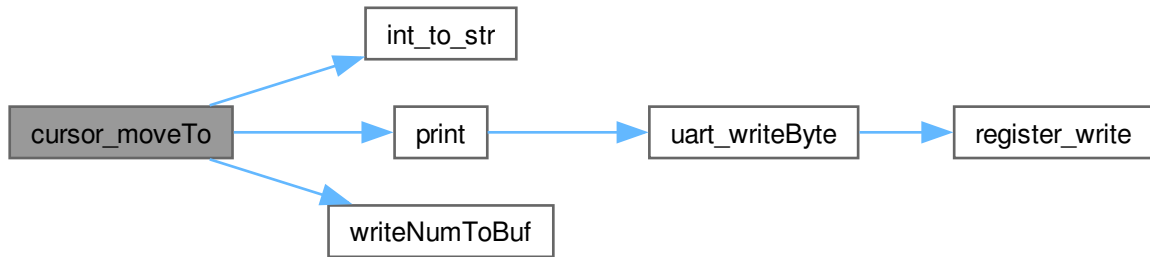 int_to_str
cursor_moveTo
print
uart_writeByte
register_write
writeNumToBuf